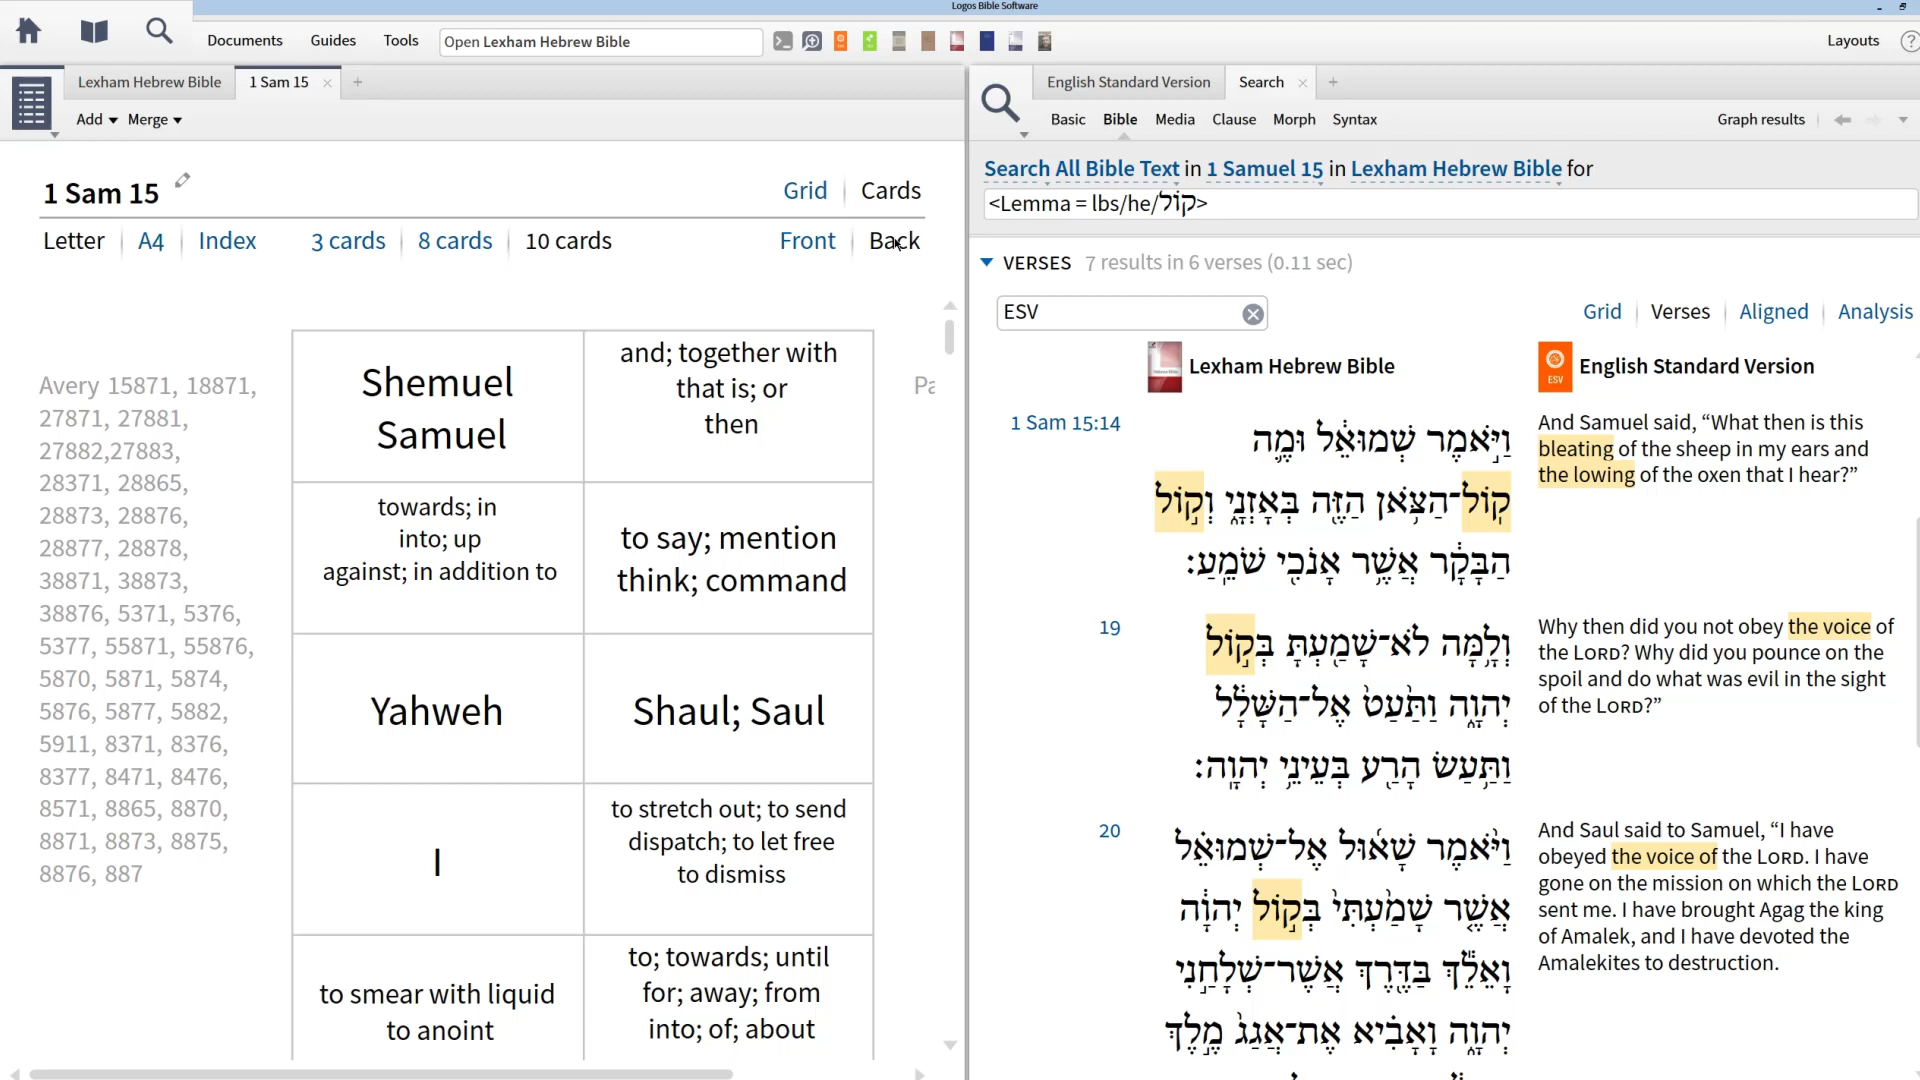 Logos Bible Software
Documents Guides Tools Open Lexham Hebrew Bible
Layouts
Lexham Hebrew Bible 1 Sam 15
Add Merge
1 Sam 15
Grid Cards
Letter A4 Index 3 cards 8 cards 10 cards Front Back
Avery 15871, 18871,
27871, 27881,
27882,27883,
28371, 28865,
28873, 28876,
28877, 28878,
38871, 38873,
38876, 5371, 5376,
5377, 55871, 55876,
5870, 5871, 5874,
5876, 5877, 5882,
5911, 8371, 8376,
8377, 8471, 8476,
8571, 8865, 8870,
8871, 8873, 8875,
8876, 887
Shemuel
Samuel
and; together with
that is; or
then
towards; in
into; up
against; in addition to
to say; mention
think; command
Yahweh
Shaul; Saul
I
to stretch out; to send
dispatch; to let free
to dismiss
to smear with liquid
to anoint
to; towards; until
for; away; from
into; of; about
Pa
English Standard Version Search
Basic Bible Media Clause Morph Syntax
Graph results
Search All Bible Text in 1 Samuel 15 in Lexham Hebrew Bible for
<Lemma = lbs/he/קוֹל>
VERSES 7 results in 6 verses (0.11 sec)
ESV
Grid Verses Aligned Analysis
Lexham Hebrew Bible
ESV
English Standard Version
1 Sam 15:14
וַיֹּ֣אמֶר שְׁמוּאֵ֔ל וּמֶ֛ה
קֽוֹל־הַצֹּ֥אן הַזֶּ֖ה בְּאָזְנָ֑י וְק֣וֹל
הַבָּקָ֔ר אֲשֶׁ֥ר אָנֹכִ֖י שֹׁמֵֽעַ׃
And Samuel said, “What then is this
bleating of the sheep in my ears and
the lowing of the oxen that I hear?”
19
וְלָ֥מָּה לֹא־שָׁמַ֖עְתָּ בְּק֣וֹל
יְהוָ֑ה וַתַּ֙עַט֙ אֶל־הַשָּׁלָ֔ל
וַתַּ֥עַשׂ הָרַ֖ע בְּעֵינֵ֥י יְהוָֽה׃
Why then did you not obey the voice of
the LORD? Why did you pounce on the
spoil and do what was evil in the sight
of the LORD?”
20
וַיֹּ֨אמֶר שָׁא֜וּל אֶל־שְׁמוּאֵ֗ל
אֲשֶׁ֤ר שָׁמַ֙עְתִּי֙ בְּק֣וֹל יְהוָ֔ה
וָאֵלֵ֕ךְ בַּדֶּ֖רֶךְ אֲשֶׁר־שְׁלָחַ֣נִי
יְהוָ֑ה וָאָבִ֗יא אֶת־אֲגַג֙ מֶ֣לֶךְ
And Saul said to Samuel, “I have
obeyed the voice of the LORD. I have
gone on the mission on which the LORD
sent me. I have brought Agag the king
of Amalek, and I have devoted the
Amalekites to destruction.